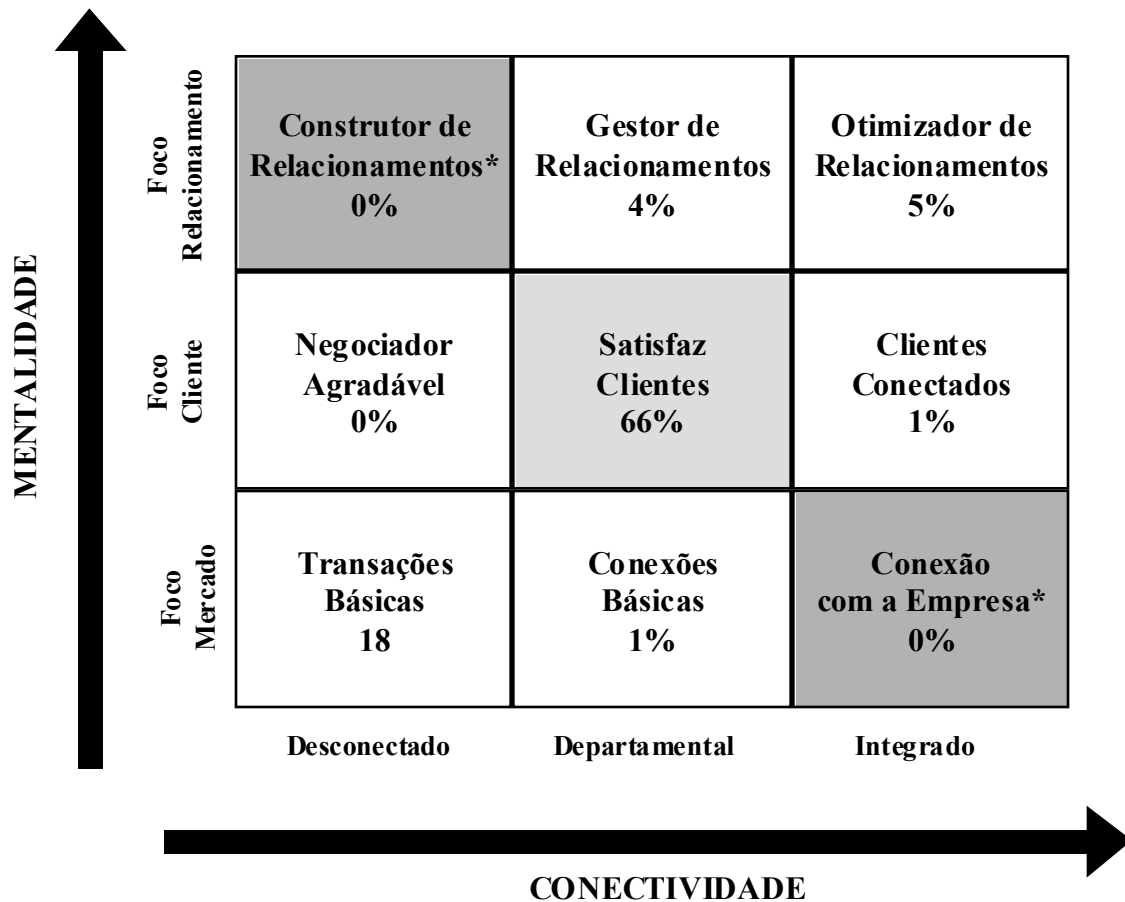 MENTALIDADE
Foco
Relacionamento
Construtor de
Relacionamentos*
0%
Gestor de
Relacionamentos
4%
Otimizador de
Relacionamentos
5%
Foco
Cliente
Negociador
Agradável
0%
Satisfaz
Clientes
66%
Clientes
Conectados
1%
Foco
Mercado
Transações
Básicas
18
Conexões
Básicas
1%
Conexão
com a Empresa*
0%
Desconectado
Departamental
Integrado
CONECTIVIDADE